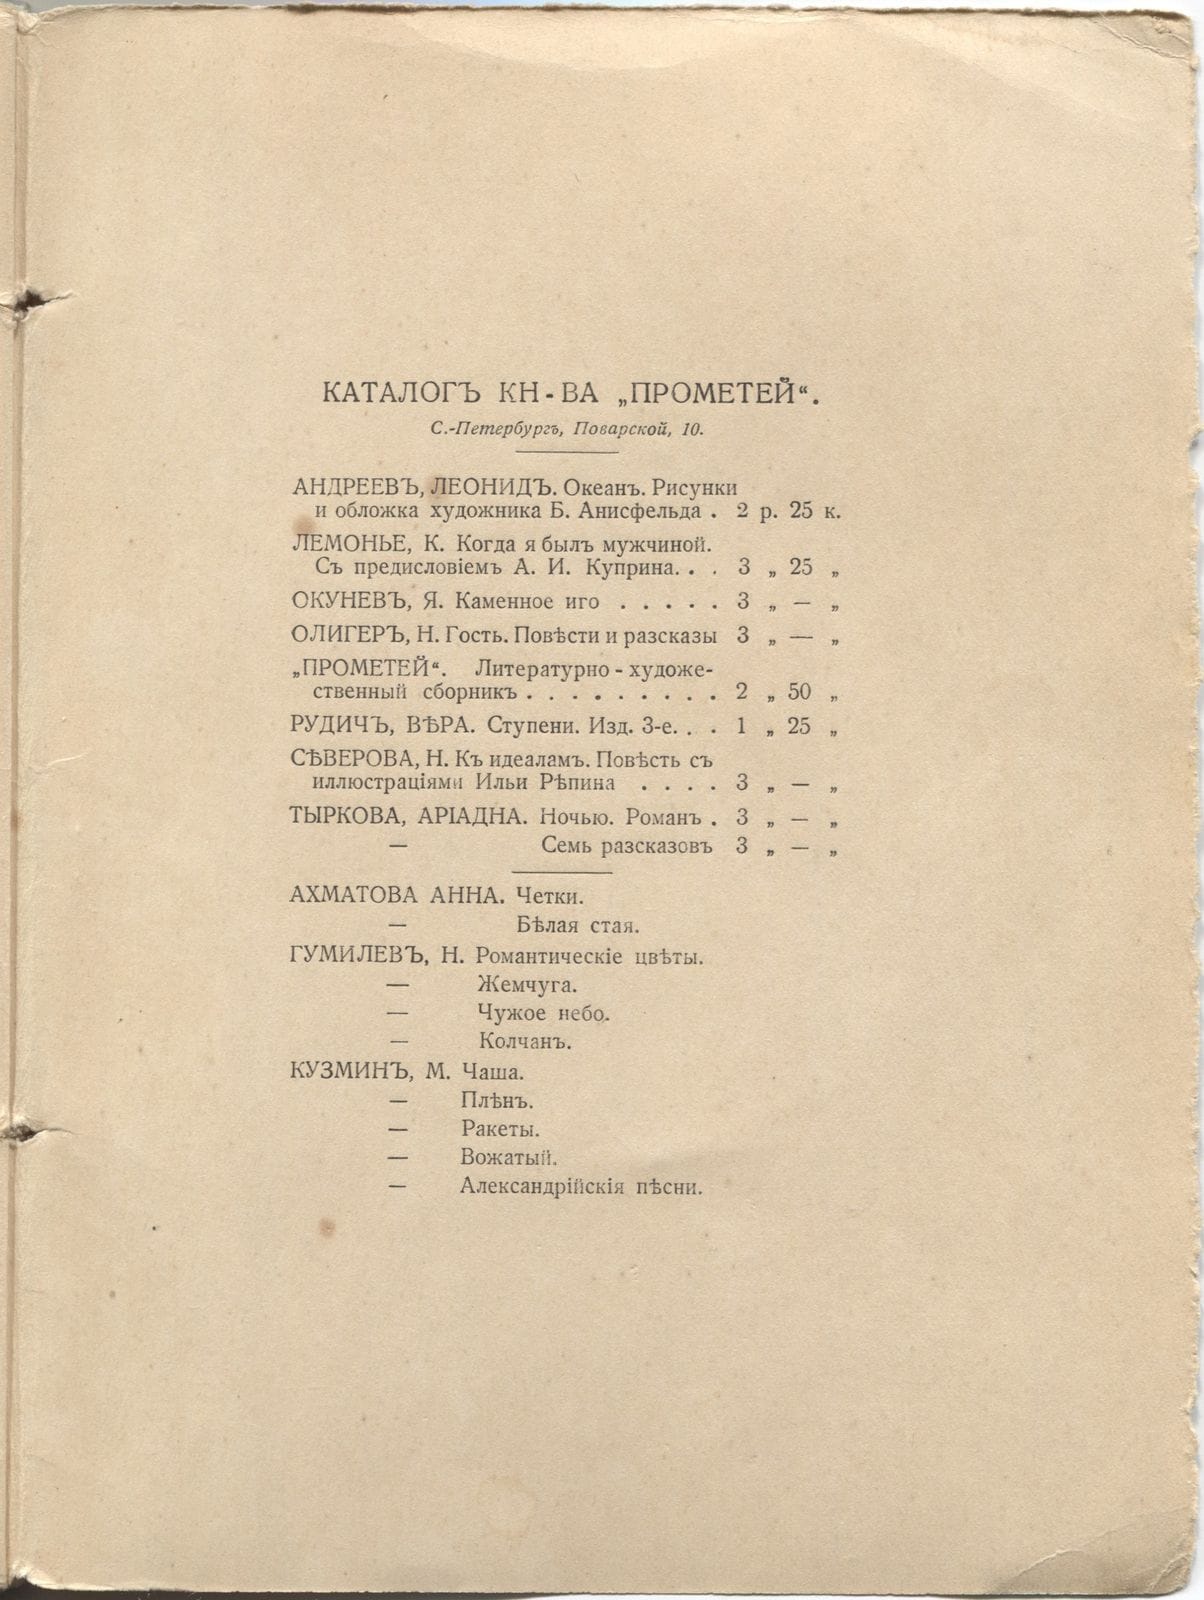 КАТАЛОГЪ КН-ВА „ПРОМЕТЕЙ“.
С.-Петербургъ, Поварской, 10.
АНДРЕЕВЪ, ЛЕОНИДЪ. Океанъ. Рисунки
и обложка художника Б. Анисфельда . 2 р. 25 к.
ЛЕМОНЬЕ, К. Когда я былъ мужчиной.
Съ предисловіемъ А. И. Куприна. . . 3 „ 25 „
ОКУНЕВЪ, Я. Каменное иго . . . . . 3 „ — „
ОЛИГЕРЪ, Н. Гость. Повѣсти и разсказы 3 „ — „
„ПРОМЕТЕЙ“. Литературно-художе-
ственный сборникъ . . . . . . . . . 2 „ 50 „
РУДИЧЪ, ВѢРА. Ступени. Изд. 3-е. . . 1 „ 25 „
СѢВЕРОВА, Н. Къ идеаламъ. Повѣсть съ
иллюстраціями Ильи Рѣпина . . . . 3 „ — „
ТЫРКОВА, АРІАДНА. Ночью. Романъ . 3 „ — „
— Семь разсказовъ 3 „ — „
АХМАТОВА АННА. Четки.
— Бѣлая стая.
ГУМИЛЕВЪ, Н. Романтическіе цвѣты.
— Жемчуга.
— Чужое небо.
— Колчанъ.
КУЗМИНЪ, М. Чаша.
— Плѣнъ.
— Ракеты.
— Вожатый.
— Александрійскія пѣсни.